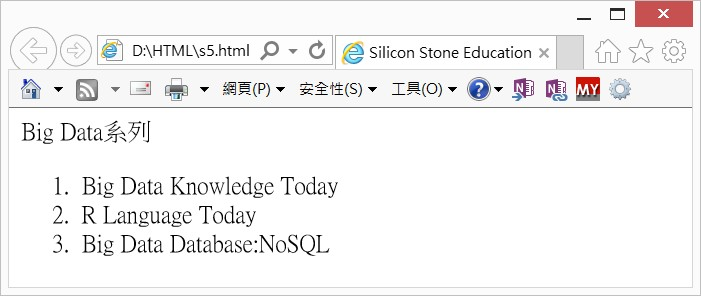 D:\HTML\s5.html
Silicon Stone Education
網頁(P) 安全性(S) 工具(O) ? N N MY
Big Data系列
1. Big Data Knowledge Today
2. R Language Today
3. Big Data Database:NoSQL